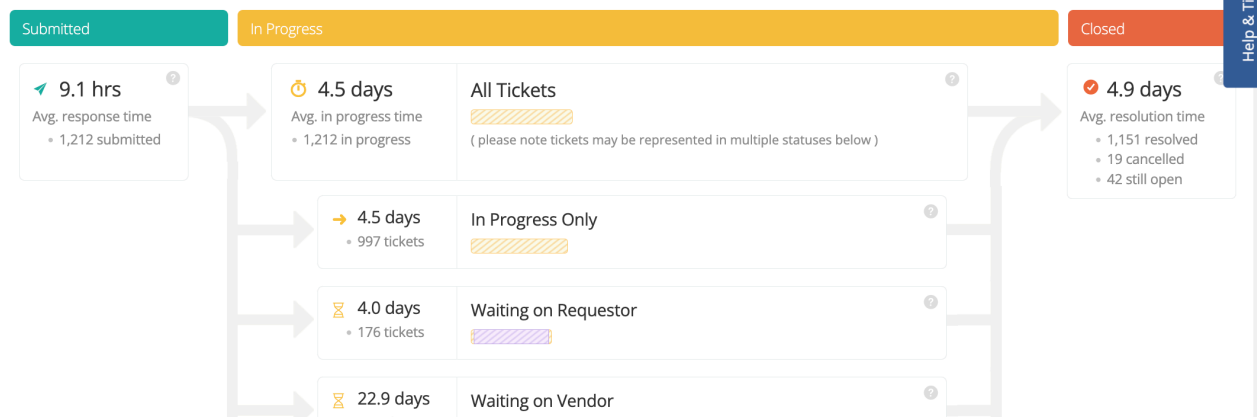 Submitted
In Progress
Closed
Help & Ti
9.1 hrs
Avg. response time
1,212 submitted
4.5 days
Avg. in progress time
1,212 in progress
All Tickets
( please note tickets may be represented in multiple statuses below )
4.9 days
Avg. resolution time
1,151 resolved
19 cancelled
42 still open
4.5 days
997 tickets
In Progress Only
4.0 days
176 tickets
Waiting on Requestor
22.9 days
Waiting on Vendor